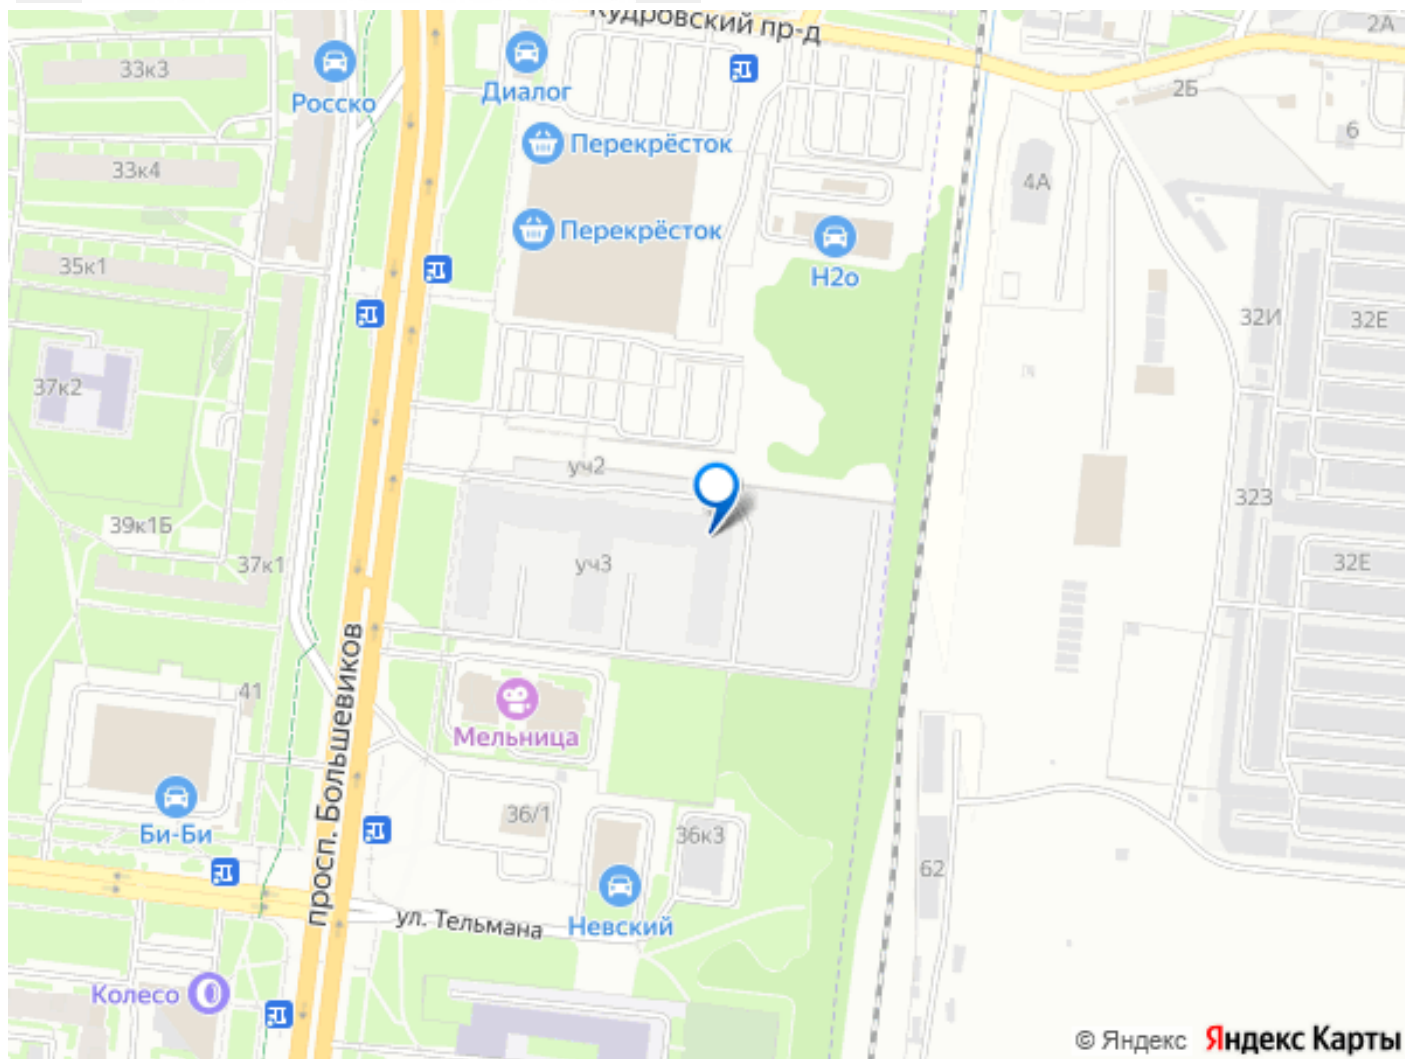 Кудровский пр-д
2А
33к3
Росско
Диалог
2Б
6
Перекрёсток
33к4
4А
Перекрёсток
35к1
Н2о
32И
32Е
37к2
уч2
323
39к1Б
37к1
уч3
32Е
просп. Большевиков
41
Мельница
36/1
36к3
Би-Би
62
ул. Тельмана
Невский
Колесо
© Яндекс Яндекс Карты